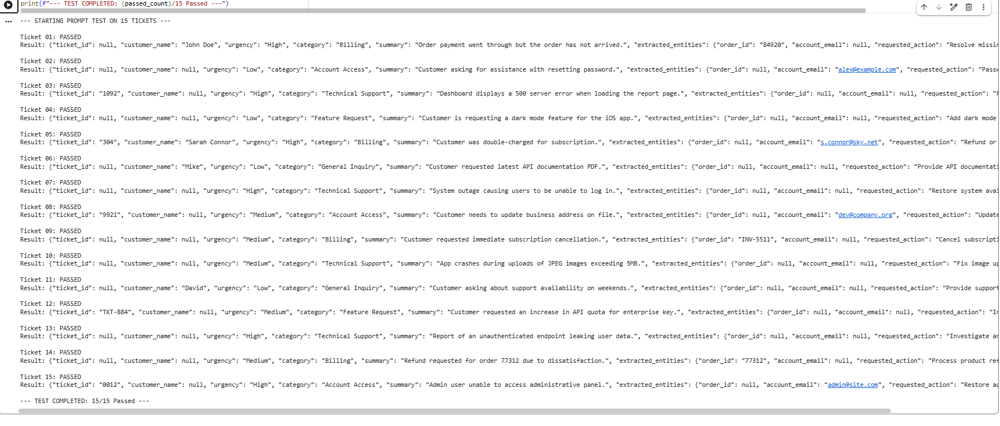 print(f"--- TEST COMPLETED: {passed_count}/15 Passed ---")
--- STARTING PROMPT TEST ON 15 TICKETS ---
Ticket 01: PASSED
Result: {"ticket_id": null, "customer_name": "John Doe", "urgency": "High", "category": "Billing", "summary": "Order payment went through but the order has not arrived.", "extracted_entities": {"order_id": "84920", "account_email": null, "requested_action": "Resolve missin
Ticket 02: PASSED
Result: {"ticket_id": null, "customer_name": null, "urgency": "Low", "category": "Account Access", "summary": "Customer asking for assistance with resetting password.", "extracted_entities": {"order_id": null, "account_email": "alex@example.com", "requested_action": "Passw
Ticket 03: PASSED
Result: {"ticket_id": "1092", "customer_name": null, "urgency": "High", "category": "Technical Support", "summary": "Dashboard displays a 500 server error when loading the report page.", "extracted_entities": {"order_id": null, "account_email": null, "requested_action": "F
Ticket 04: PASSED
Result: {"ticket_id": null, "customer_name": null, "urgency": "Low", "category": "Feature Request", "summary": "Customer is requesting a dark mode feature for the iOS app.", "extracted_entities": {"order_id": null, "account_email": null, "requested_action": "Add dark mode
Ticket 05: PASSED
Result: {"ticket_id": "304", "customer_name": "Sarah Connor", "urgency": "High", "category": "Billing", "summary": "Customer was double-charged for subscription.", "extracted_entities": {"order_id": null, "account_email": "s.connor@sky.net", "requested_action": "Refund or
Ticket 06: PASSED
Result: {"ticket_id": null, "customer_name": "Mike", "urgency": "Low", "category": "General Inquiry", "summary": "Customer requested latest API documentation PDF.", "extracted_entities": {"order_id": null, "account_email": null, "requested_action": "Provide API documentati
Ticket 07: PASSED
Result: {"ticket_id": null, "customer_name": null, "urgency": "High", "category": "Technical Support", "summary": "System outage causing users to be unable to log in.", "extracted_entities": {"order_id": null, "account_email": null, "requested_action": "Restore system avai
Ticket 08: PASSED
Result: {"ticket_id": "9921", "customer_name": null, "urgency": "Medium", "category": "Account Access", "summary": "Customer needs to update business address on file.", "extracted_entities": {"order_id": null, "account_email": "dev@company.org", "requested_action": "Update
Ticket 09: PASSED
Result: {"ticket_id": null, "customer_name": null, "urgency": "Medium", "category": "Billing", "summary": "Customer requested immediate subscription cancellation.", "extracted_entities": {"order_id": "INV-5511", "account_email": null, "requested_action": "Cancel subscripti
Ticket 10: PASSED
Result: {"ticket_id": null, "customer_name": null, "urgency": "Medium", "category": "Technical Support", "summary": "App crashes during uploads of JPEG images exceeding 5MB.", "extracted_entities": {"order_id": null, "account_email": null, "requested_action": "Fix image up
Ticket 11: PASSED
Result: {"ticket_id": null, "customer_name": "David", "urgency": "Low", "category": "General Inquiry", "summary": "Customer asking about support availability on weekends.", "extracted_entities": {"order_id": null, "account_email": null, "requested_action": "Provide support
Ticket 12: PASSED
Result: {"ticket_id": "TKT-884", "customer_name": null, "urgency": "Medium", "category": "Feature Request", "summary": "Customer requested an increase in API quota for enterprise key.", "extracted_entities": {"order_id": null, "account_email": null, "requested_action": "In
Ticket 13: PASSED
Result: {"ticket_id": null, "customer_name": null, "urgency": "High", "category": "Technical Support", "summary": "Report of an unauthenticated endpoint leaking user data.", "extracted_entities": {"order_id": null, "account_email": null, "requested_action": "Investigate an
Ticket 14: PASSED
Result: {"ticket_id": null, "customer_name": null, "urgency": "Medium", "category": "Billing", "summary": "Refund requested for order 77312 due to dissatisfaction.", "extracted_entities": {"order_id": "77312", "account_email": null, "requested_action": "Process product ref
Ticket 15: PASSED
Result: {"ticket_id": "0012", "customer_name": null, "urgency": "High", "category": "Account Access", "summary": "Admin user unable to access administrative panel.", "extracted_entities": {"order_id": null, "account_email": "admin@site.com", "requested_action": "Restore ad
--- TEST COMPLETED: 15/15 Passed ---